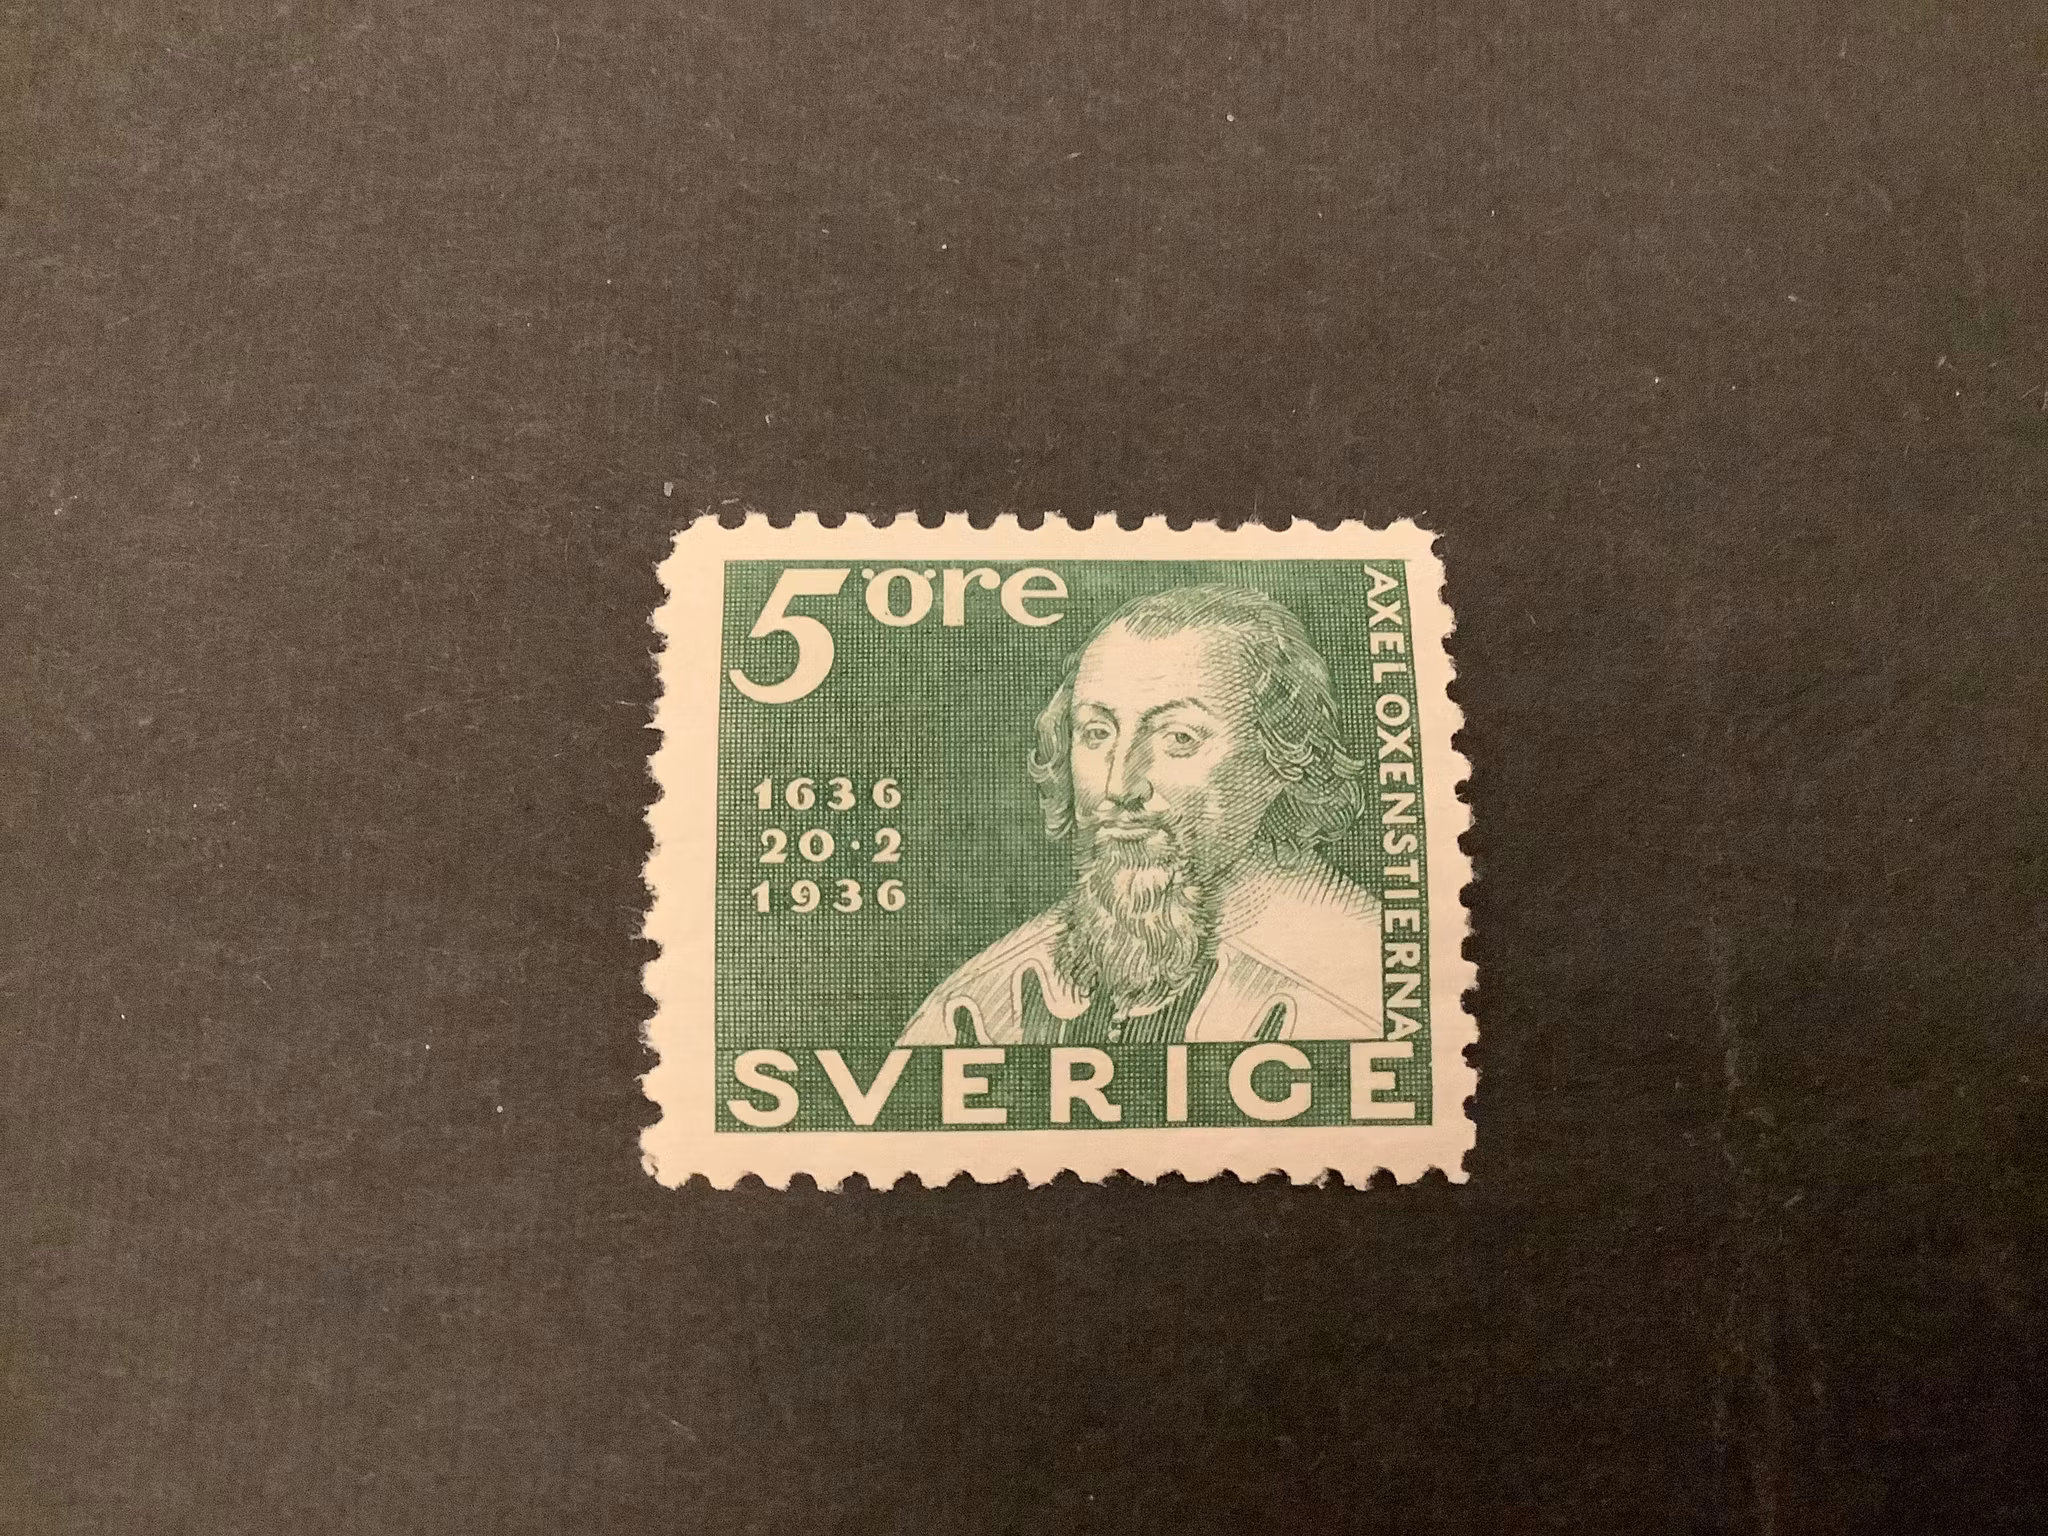 5 öre
AXEL OXENSTIERNA
1636
20·2
1936
SVERIGE